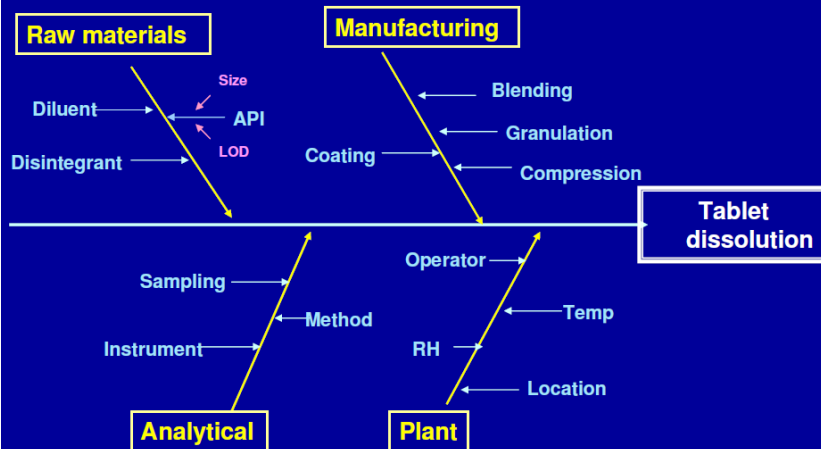 Raw materials
Manufacturing
Size
Diluent
API
LOD
Disintegrant
Blending
Granulation
Coating
Compression
Tablet
dissolution
Sampling
Method
Instrument
Operator
Temp
RH
Location
Analytical
Plant